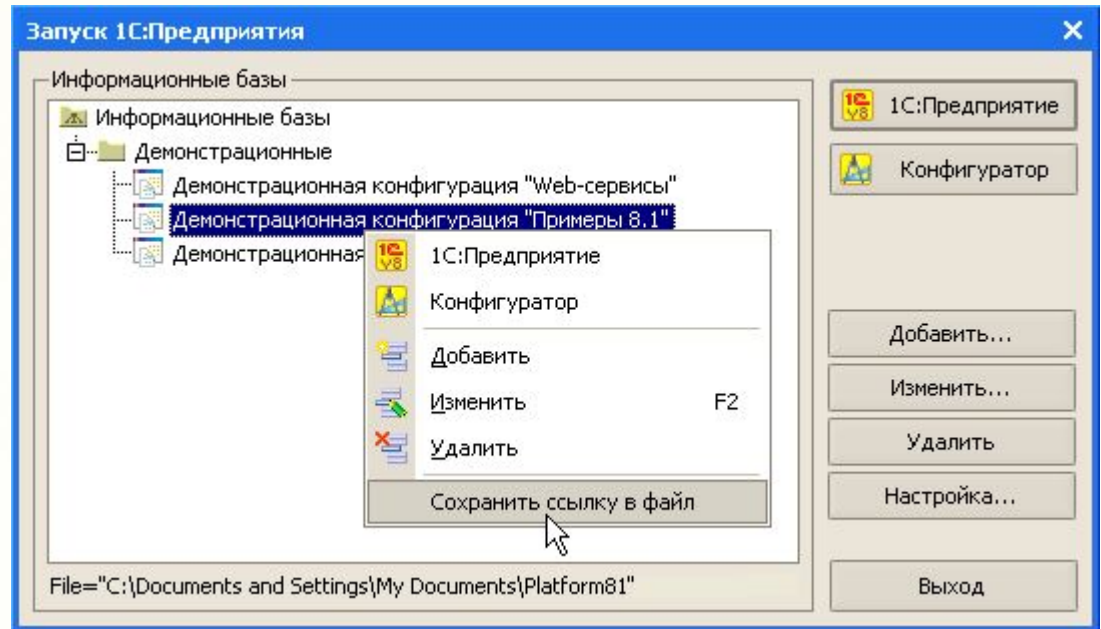 Запуск 1С:Предприятия
Информационные базы
Информационные базы
Демонстрационные
Демонстрационная конфигурация "Web-сервисы"
Демонстрационная конфигурация "Примеры 8.1"
Демонстрационная
1С:Предприятие
Конфигуратор
Добавить
Изменить F2
Удалить
Сохранить ссылку в файл
File="C:\Documents and Settings\My Documents\Platform81"
1С:Предприятие
Конфигуратор
Добавить...
Изменить...
Удалить
Настройка...
Выход